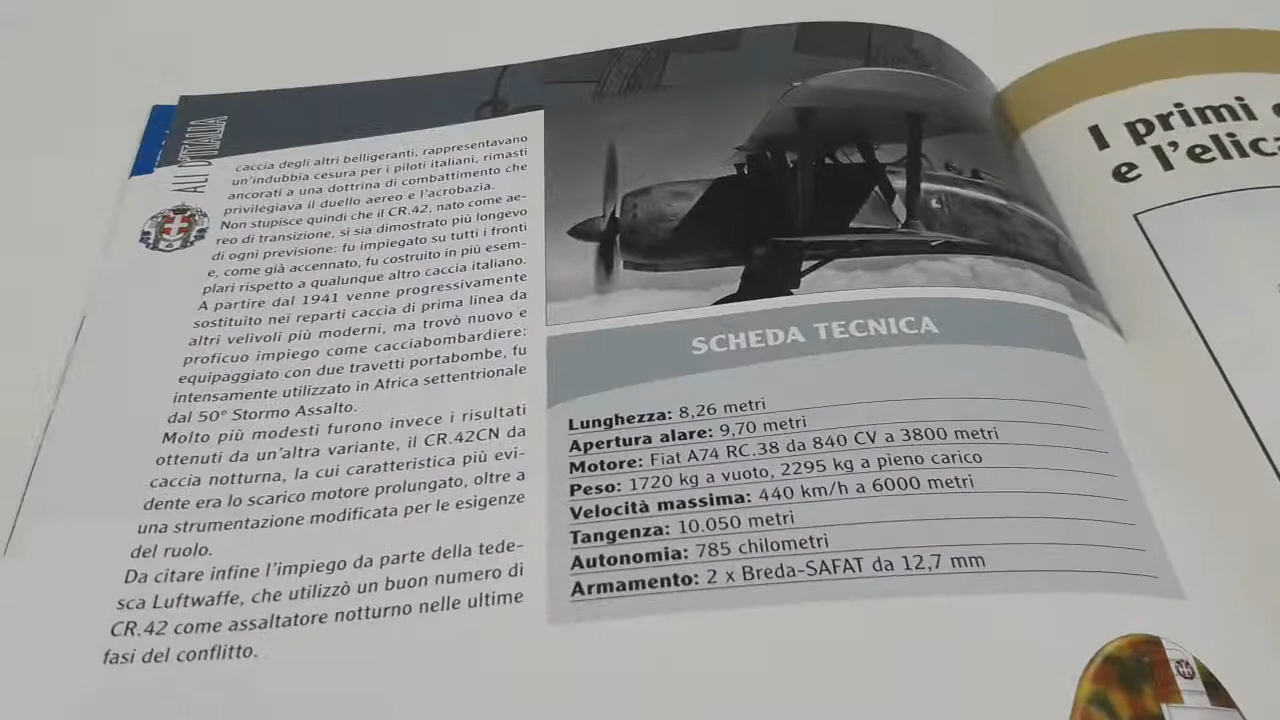 ALI D'ITALIA
caccia degli altri belligeranti, rappresentavano
un'indubbia cesura per i piloti italiani, rimasti
ancorati a una dottrina di combattimento che
privilegiava il duello aereo e l'acrobazia.
Non stupisce quindi che il CR.42, nato come ae-
reo di transizione, si sia dimostrato più longevo
di ogni previsione: fu impiegato su tutti i fronti
e, come già accennato, fu costruito in più esem-
plari rispetto a qualunque altro caccia italiano.
A partire dal 1941 venne progressivamente
sostituito nei reparti caccia di prima linea da
altri velivoli più moderni, ma trovò nuovo e
proficuo impiego come cacciabombardiere:
equipaggiato con due travetti portabombe, fu
intensamente utilizzato in Africa settentrionale
dal 50° Stormo Assalto.
Molto più modesti furono invece i risultati
ottenuti da un'altra variante, il CR.42CN da
caccia notturna, la cui caratteristica più evi-
dente era lo scarico motore prolungato, oltre a
una strumentazione modificata per le esigenze
del ruolo.
Da citare infine l'impiego da parte della tede-
sca Luftwaffe, che utilizzò un buon numero di
CR.42 come assaltatore notturno nelle ultime
fasi del conflitto.
SCHEDA TECNICA
Lunghezza: 8,26 metri
Apertura alare: 9,70 metri
Motore: Fiat A74 RC.38 da 840 CV a 3800 metri
Peso: 1720 kg a vuoto, 2295 kg a pieno carico
Velocità massima: 440 km/h a 6000 metri
Tangenza: 10.050 metri
Autonomia: 785 chilometri
Armamento: 2 x Breda-SAFAT da 12,7 mm
I primi
e l'elica